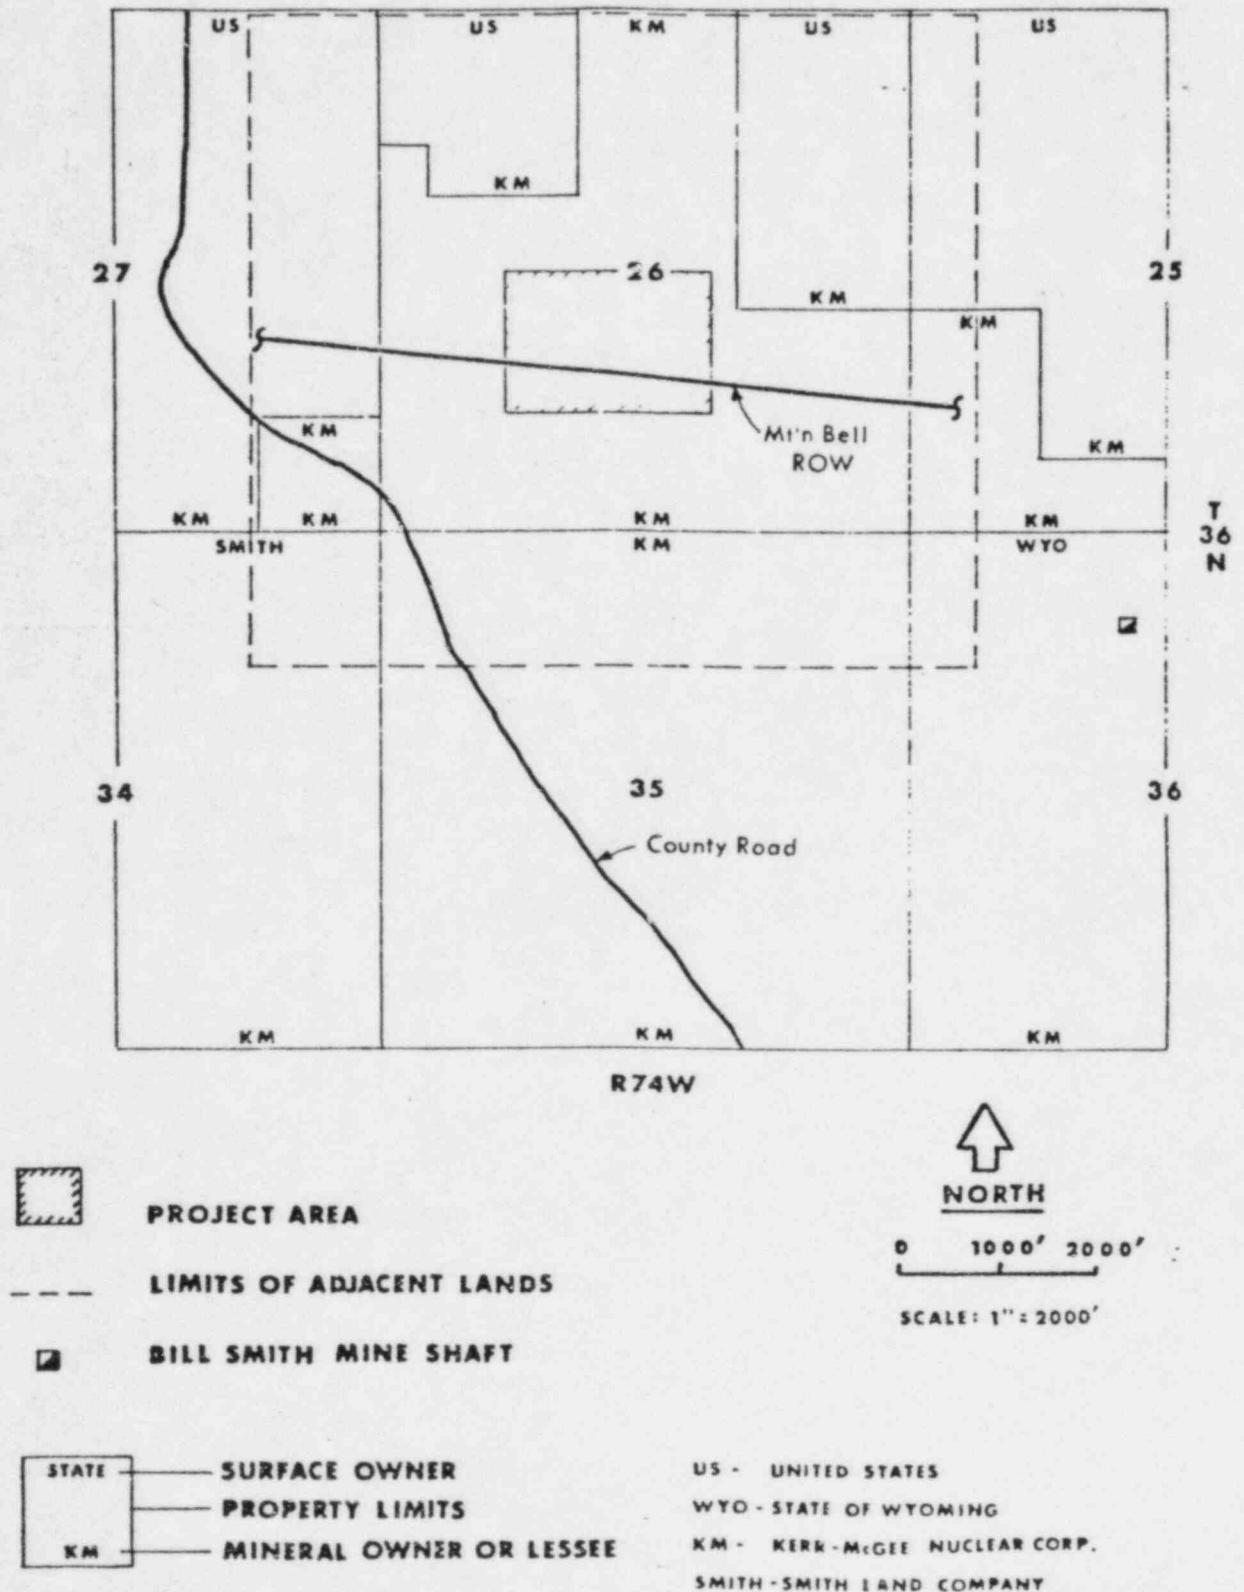 US US KM US US
KM
27 26 25
KM
KM
Mt'n Bell
ROW
KM
KM
KM KM KM KM
SMITH KM WYO
T
36
N
34 35 36
County Road
KM KM KM
R74W
NORTH
PROJECT AREA
0 1000' 2000'
LIMITS OF ADJACENT LANDS
SCALE: 1" = 2000'
BILL SMITH MINE SHAFT
STATE SURFACE OWNER
PROPERTY LIMITS
KM MINERAL OWNER OR LESSEE
US - UNITED STATES
WYO - STATE OF WYOMING
KM - KERR-McGEE NUCLEAR CORP.
SMITH - SMITH LAND COMPANY